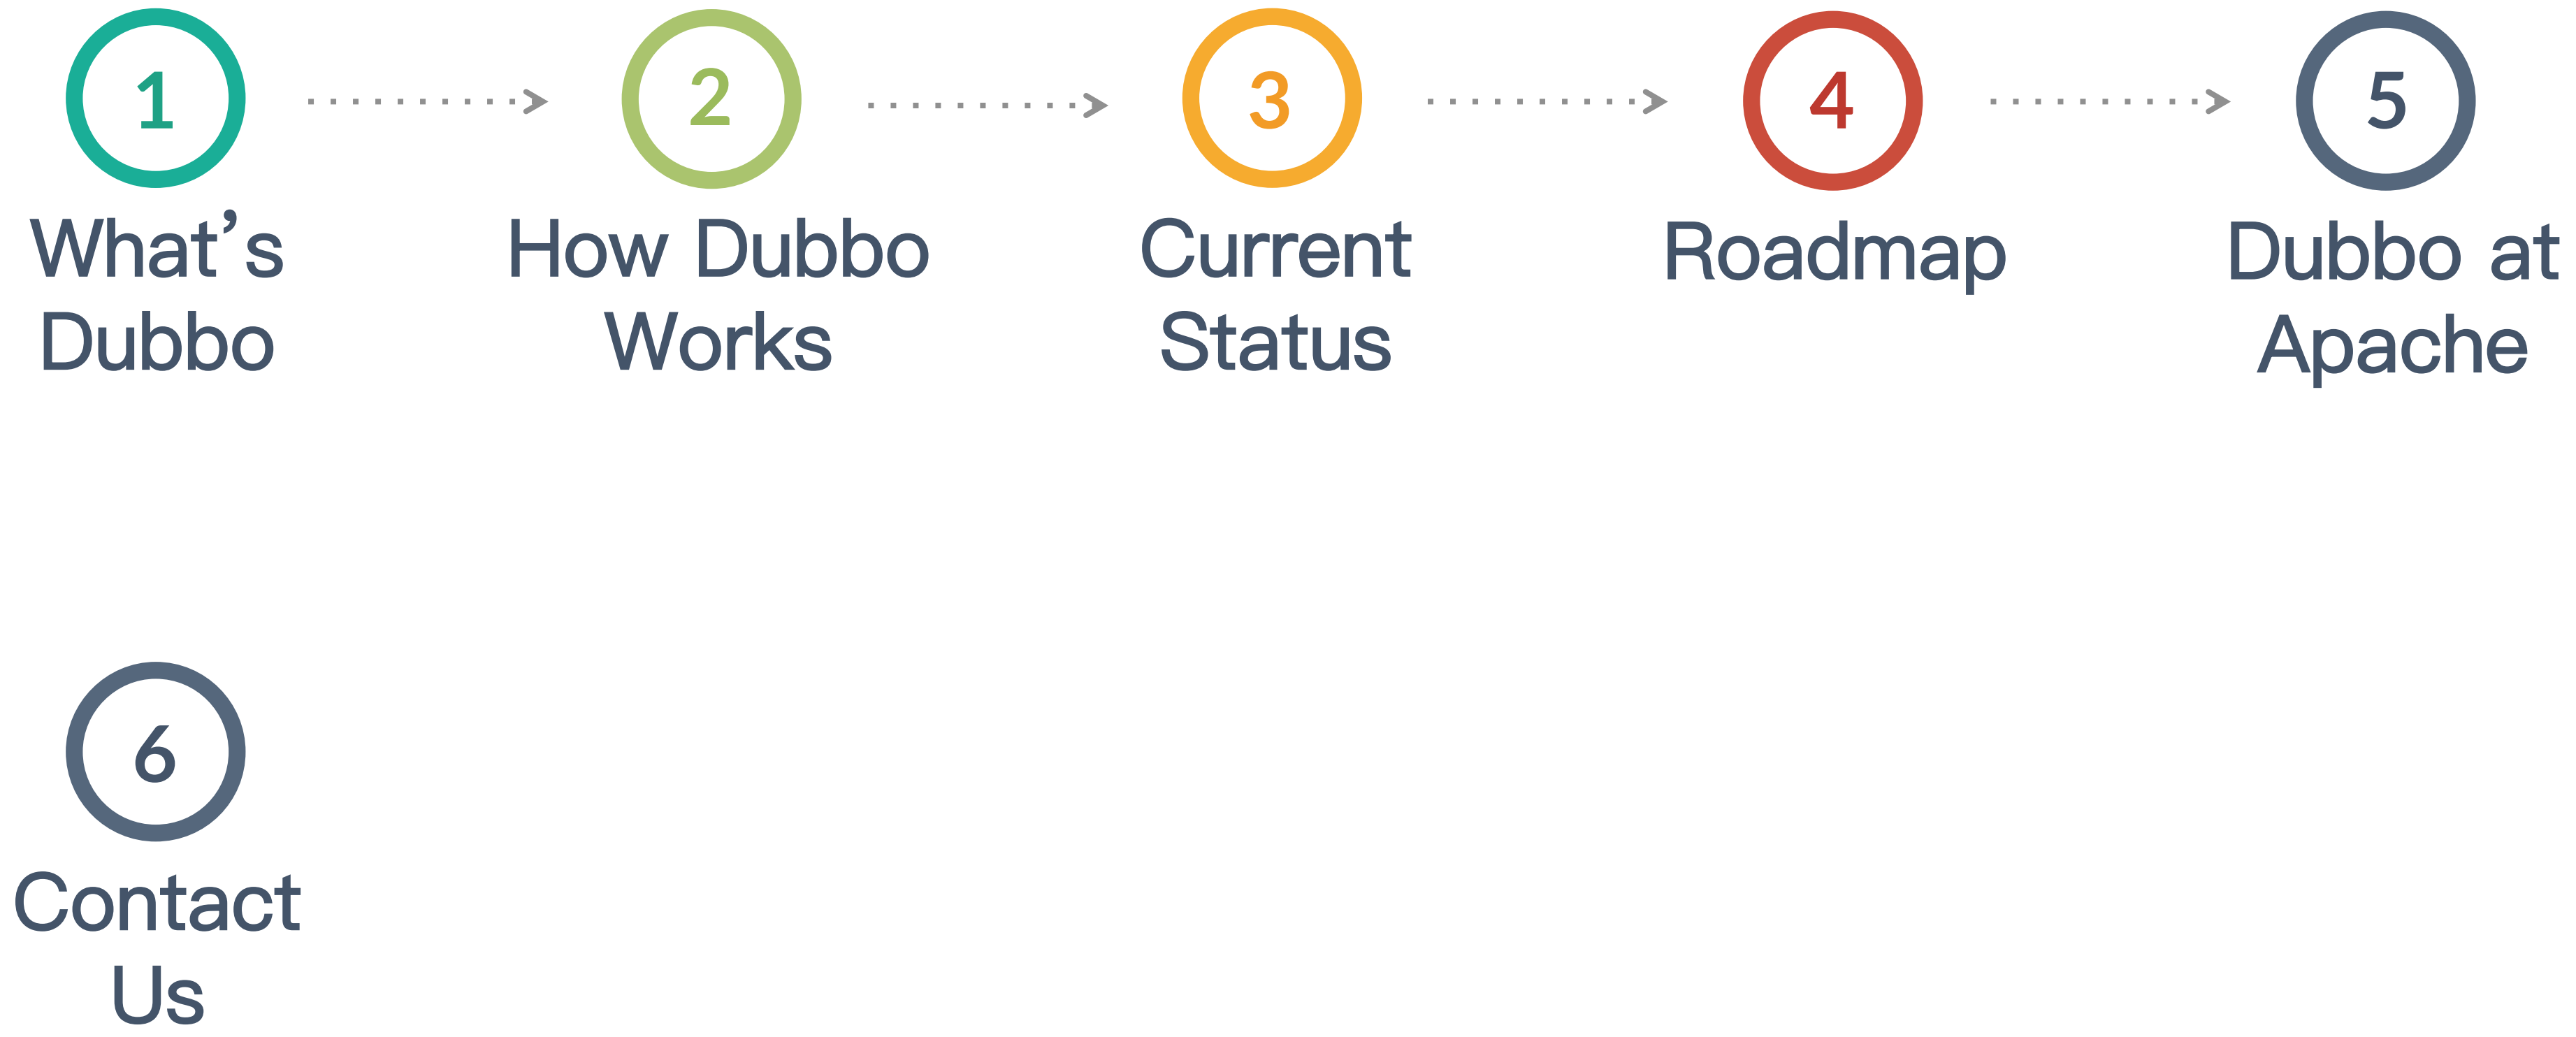 1
What’s
Dubbo
2
How Dubbo
Works
3
Current
Status
4
Roadmap
5
Dubbo at
Apache
6
Contact
Us